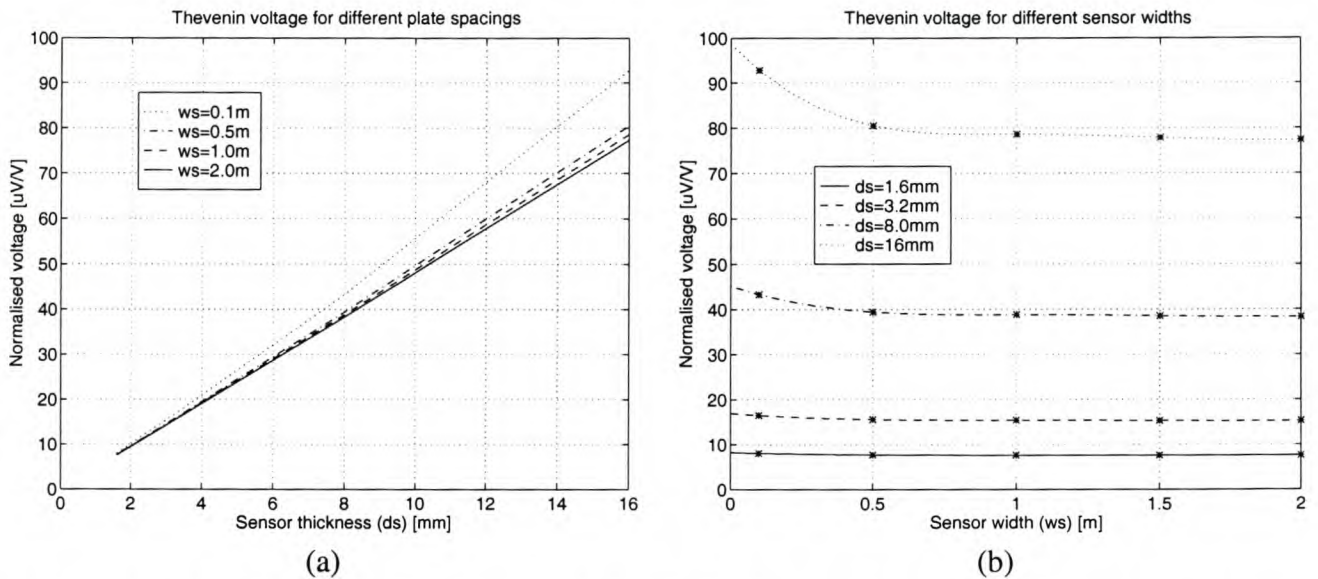 Thevenin voltage for different plate spacings
100
90
80
70
60
50
40
30
20
10
0
Normalised voltage [uV/V]
ws=0.1m
ws=0.5m
ws=1.0m
ws=2.0m
0
2
4
6
8
10
12
14
16
Sensor thickness (ds) [mm]
(a)
Thevenin voltage for different sensor widths
100
90
80
70
60
50
40
30
20
10
0
Normalised voltage [uV/V]
ds=1.6mm
ds=3.2mm
ds=8.0mm
ds=16mm
0
0.5
1
1.5
2
Sensor width (ws) [m]
(b)